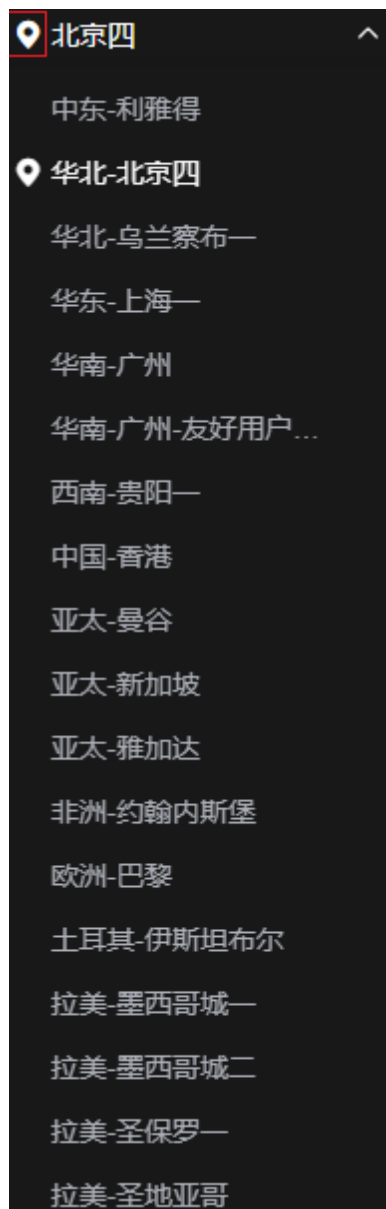 北京四
中东-利雅得
华北-北京四
华北-乌兰察布一
华东-上海一
华南-广州
华南-广州-友好用户...
西南-贵阳一
中国-香港
亚太-曼谷
亚太-新加坡
亚太-雅加达
非洲-约翰内斯堡
欧洲-巴黎
土耳其-伊斯坦布尔
拉美-墨西哥城一
拉美-墨西哥城二
拉美-圣保罗一
拉美-圣地亚哥